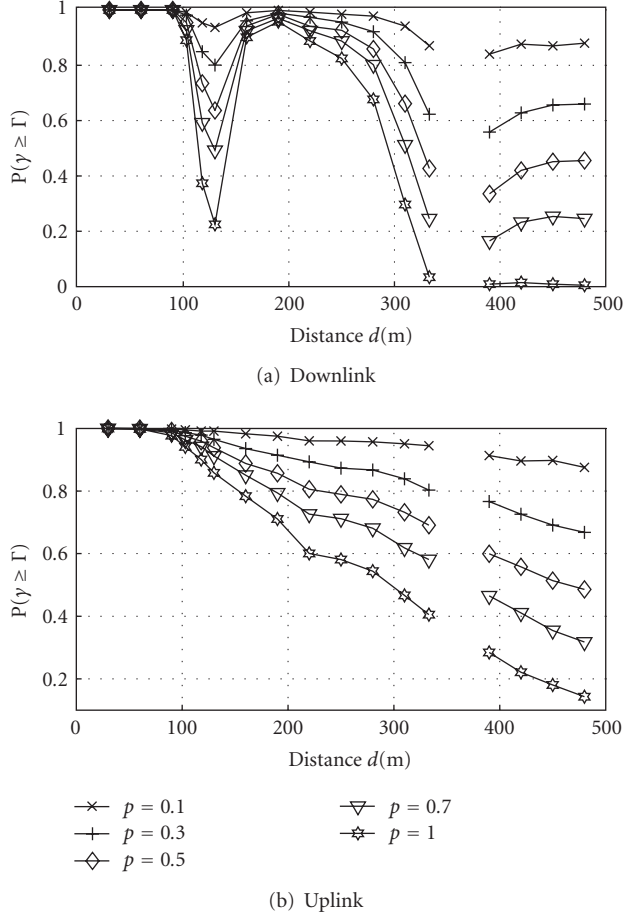 1
0.8
0.6
0.4
0.2
0
P(γ ≥ Γ)
0 100 200 300 400 500
Distance d(m)
(a) Downlink
1
0.8
0.6
0.4
0.2
P(γ ≥ Γ)
0 100 200 300 400 500
Distance d(m)
p = 0.1
p = 0.3
p = 0.5
p = 0.7
p = 1
(b) Uplink